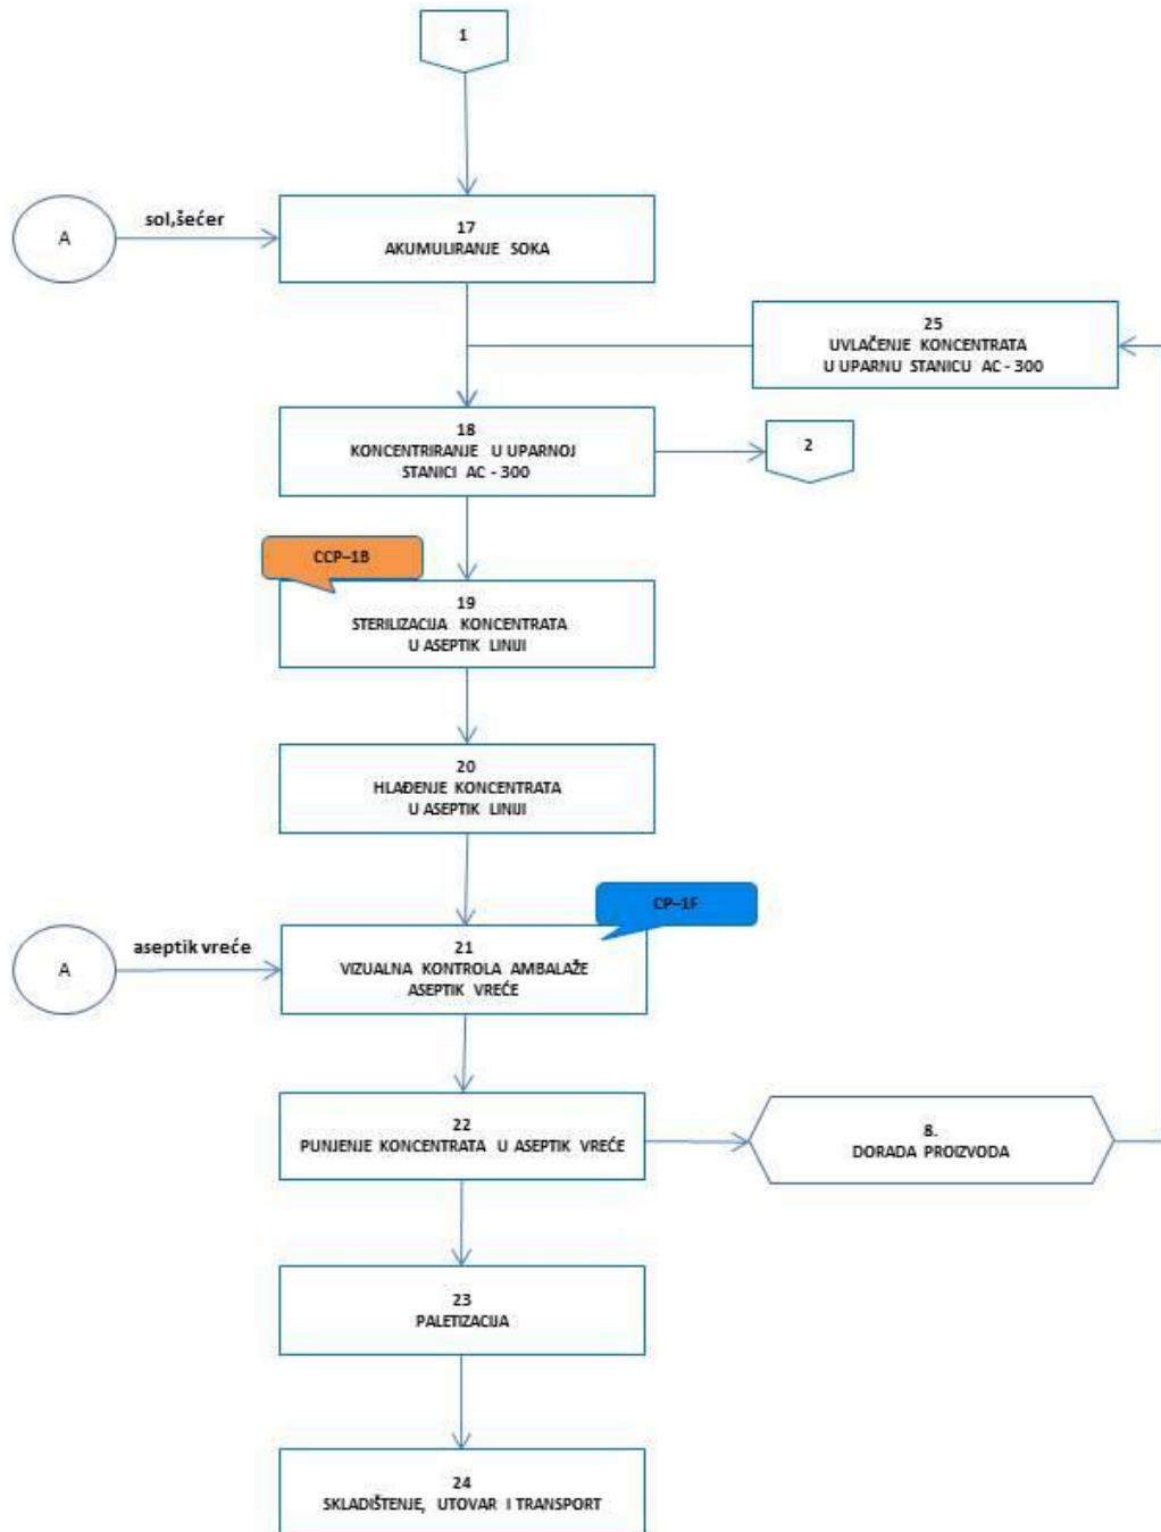 1
A
sol,šećer
17
AKUMULIRANJE SOKA
25
UVLAČENJE KONCENTRATA
U UPARNU STANICU AC - 300
18
KONCENTRIRANJE U UPARNOJ
STANICI AC - 300
2
CCP–1B
19
STERILIZACIJA KONCENTRATA
U ASEPTIK LINIJI
20
HLAĐENJE KONCENTRATA
U ASEPTIK LINIJI
CP–1F
A
aseptik vreće
21
VIZUALNA KONTROLA AMBALAŽE
ASEPTIK VREĆE
22
PUNJENJE KONCENTRATA U ASEPTIK VREĆE
8.
DORADA PROIZVODA
23
PALETIZACIJA
24
SKLADIŠTENJE, UTOVAR I TRANSPORT